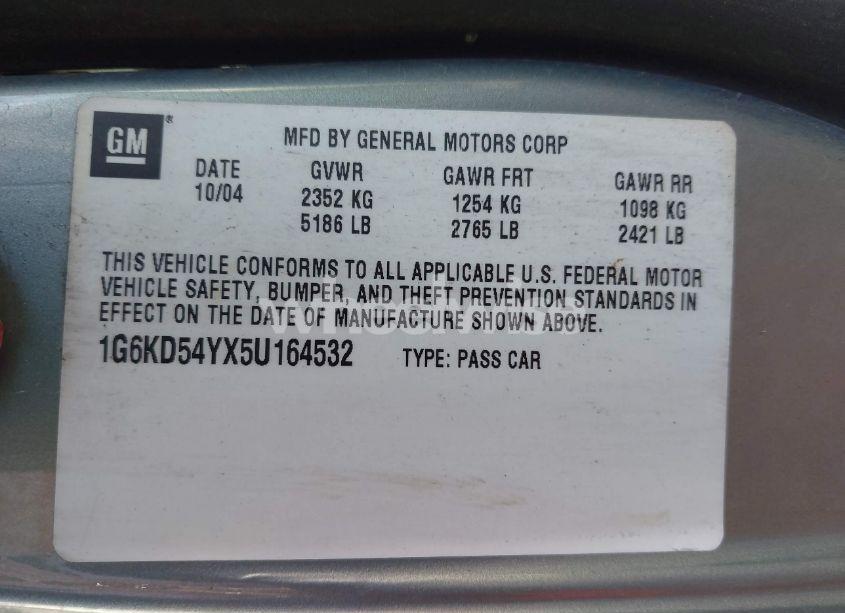 GM®
MFD BY GENERAL MOTORS CORP
DATE GVWR GAWR FRT GAWR RR
10/04 2352 KG 1254 KG 1098 KG
5186 LB 2765 LB 2421 LB
THIS VEHICLE CONFORMS TO ALL APPLICABLE U.S. FEDERAL MOTOR
VEHICLE SAFETY, BUMPER, AND THEFT PREVENTION STANDARDS IN
EFFECT ON THE DATE OF MANUFACTURE SHOWN ABOVE.
1G6KD54YX5U164532 TYPE: PASS CAR